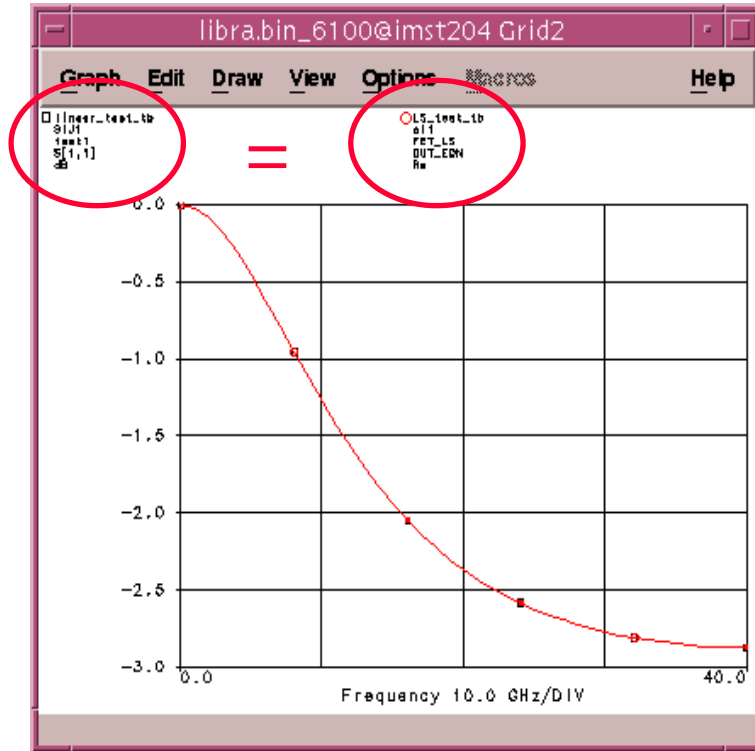 libra.bin_6100@imst204 Grid2
Graph Edit Draw View Options Macros Help
linear_test_tb
test1
S[1,1]
dB
=
LS_test_tb
FET_LS
OUT_EQN
Re
0.0
-0.5
-1.0
-1.5
-2.0
-2.5
-3.0
0.0 40.0
Frequency 10.0 GHz/DIV